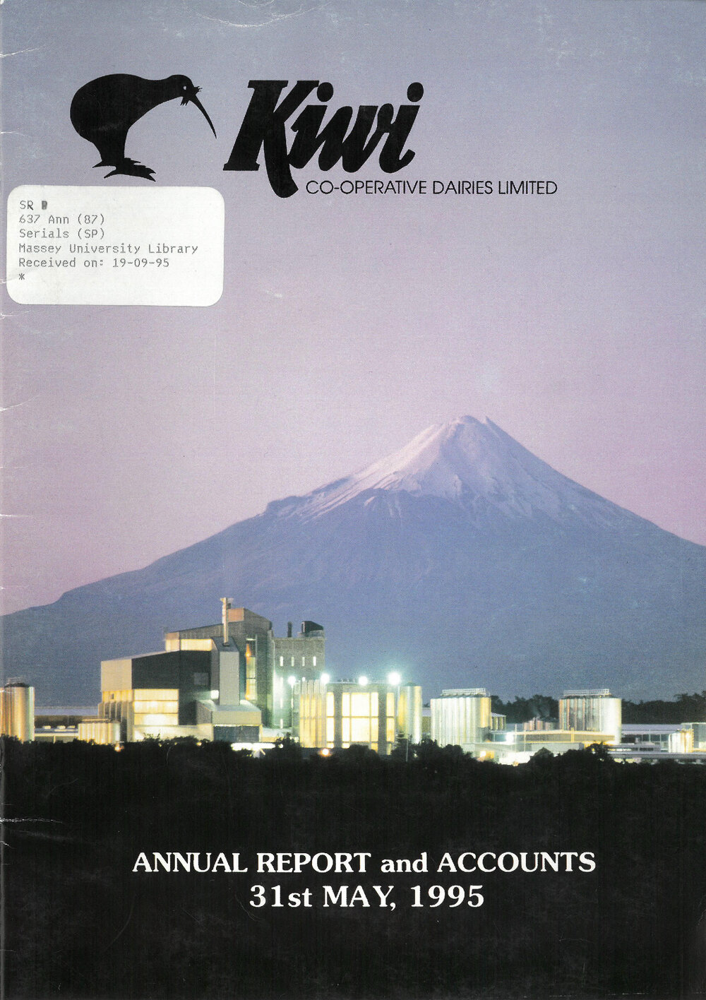 Kiwi
CO-OPERATIVE DAIRIES LIMITED
SR
637 Ann (87)
Serials (SP)
Massey University Library
Received on: 19-09-95
*
ANNUAL REPORT and ACCOUNTS
31st MAY, 1995